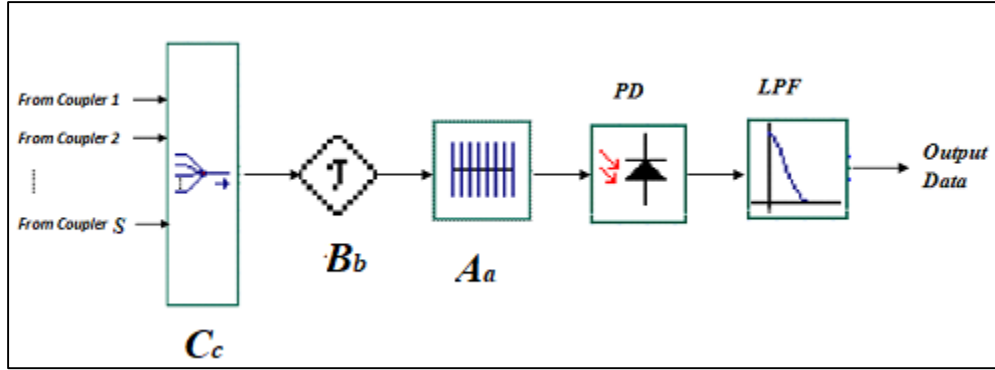 PD
LPF
From Coupler 1
From Coupler 2
From Coupler S
T
Output
Data
Bb
Aa
Cc